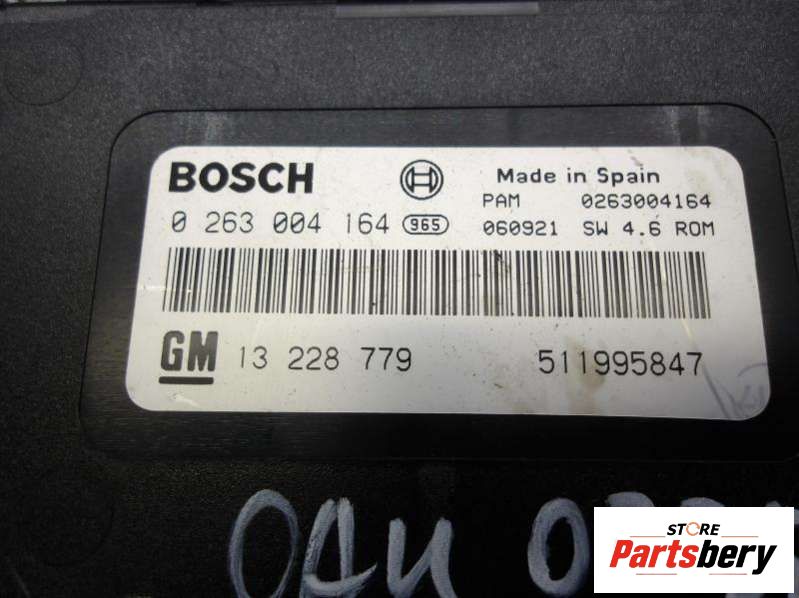 BOSCH
Made in Spain
PAM 0263004164
0 263 004 164 965
060921 SW 4.6 ROM
GM 13 228 779 511995847
STORE
Partsbery